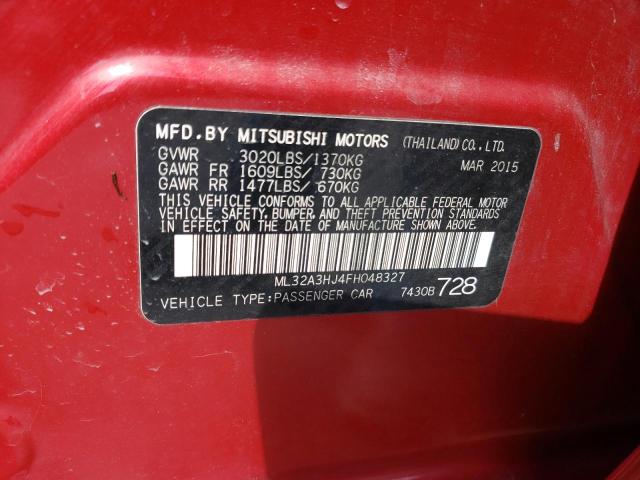 MFD. BY MITSUBISHI MOTORS (THAILAND) CO., LTD.
GVWR 3020LBS/1370KG MAR 2015
GAWR FR 1609LBS/ 730KG
GAWR RR 1477LBS/ 670KG
THIS VEHICLE CONFORMS TO ALL APPLICABLE FEDERAL MOTOR
VEHICLE SAFETY, BUMPER, AND THEFT PREVENTION STANDARDS
IN EFFECT ON THE DATE OF MANUFACTURE SHOWN ABOVE.
ML32A3HJ4FH048327
VEHICLE TYPE:PASSENGER CAR 7430B 728